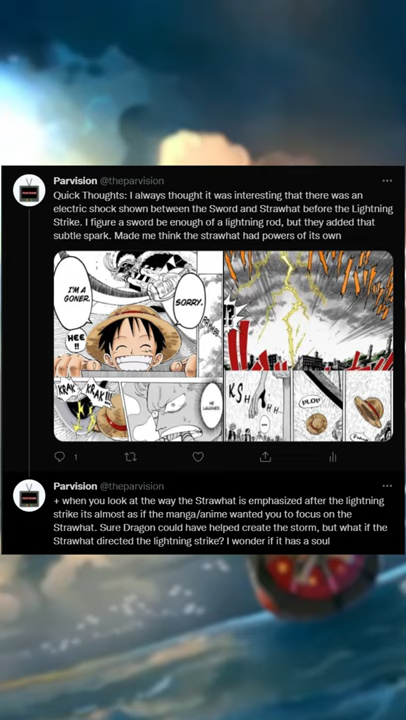 Parvision @theparvision
Quick Thoughts: I always thought it was interesting that there was an
electric shock shown between the Sword and Strawhat before the Lightning
Strike. I figure a sword be enough of a lightning rod, but they added that
subtle spark. Made me think the strawhat had powers of its own
I'M A
GONER.
SORRY.
HEE
!!
KRAK
KRAK!!!
HE
LAUGHED.
!?
KSH
HH
PLOP
1
Parvision @theparvision
+ when you look at the way the Strawhat is emphasized after the lightning
strike its almost as if the manga/anime wanted you to focus on the
Strawhat. Sure Dragon could have helped create the storm, but what if the
Strawhat directed the lightning strike? I wonder if it has a soul